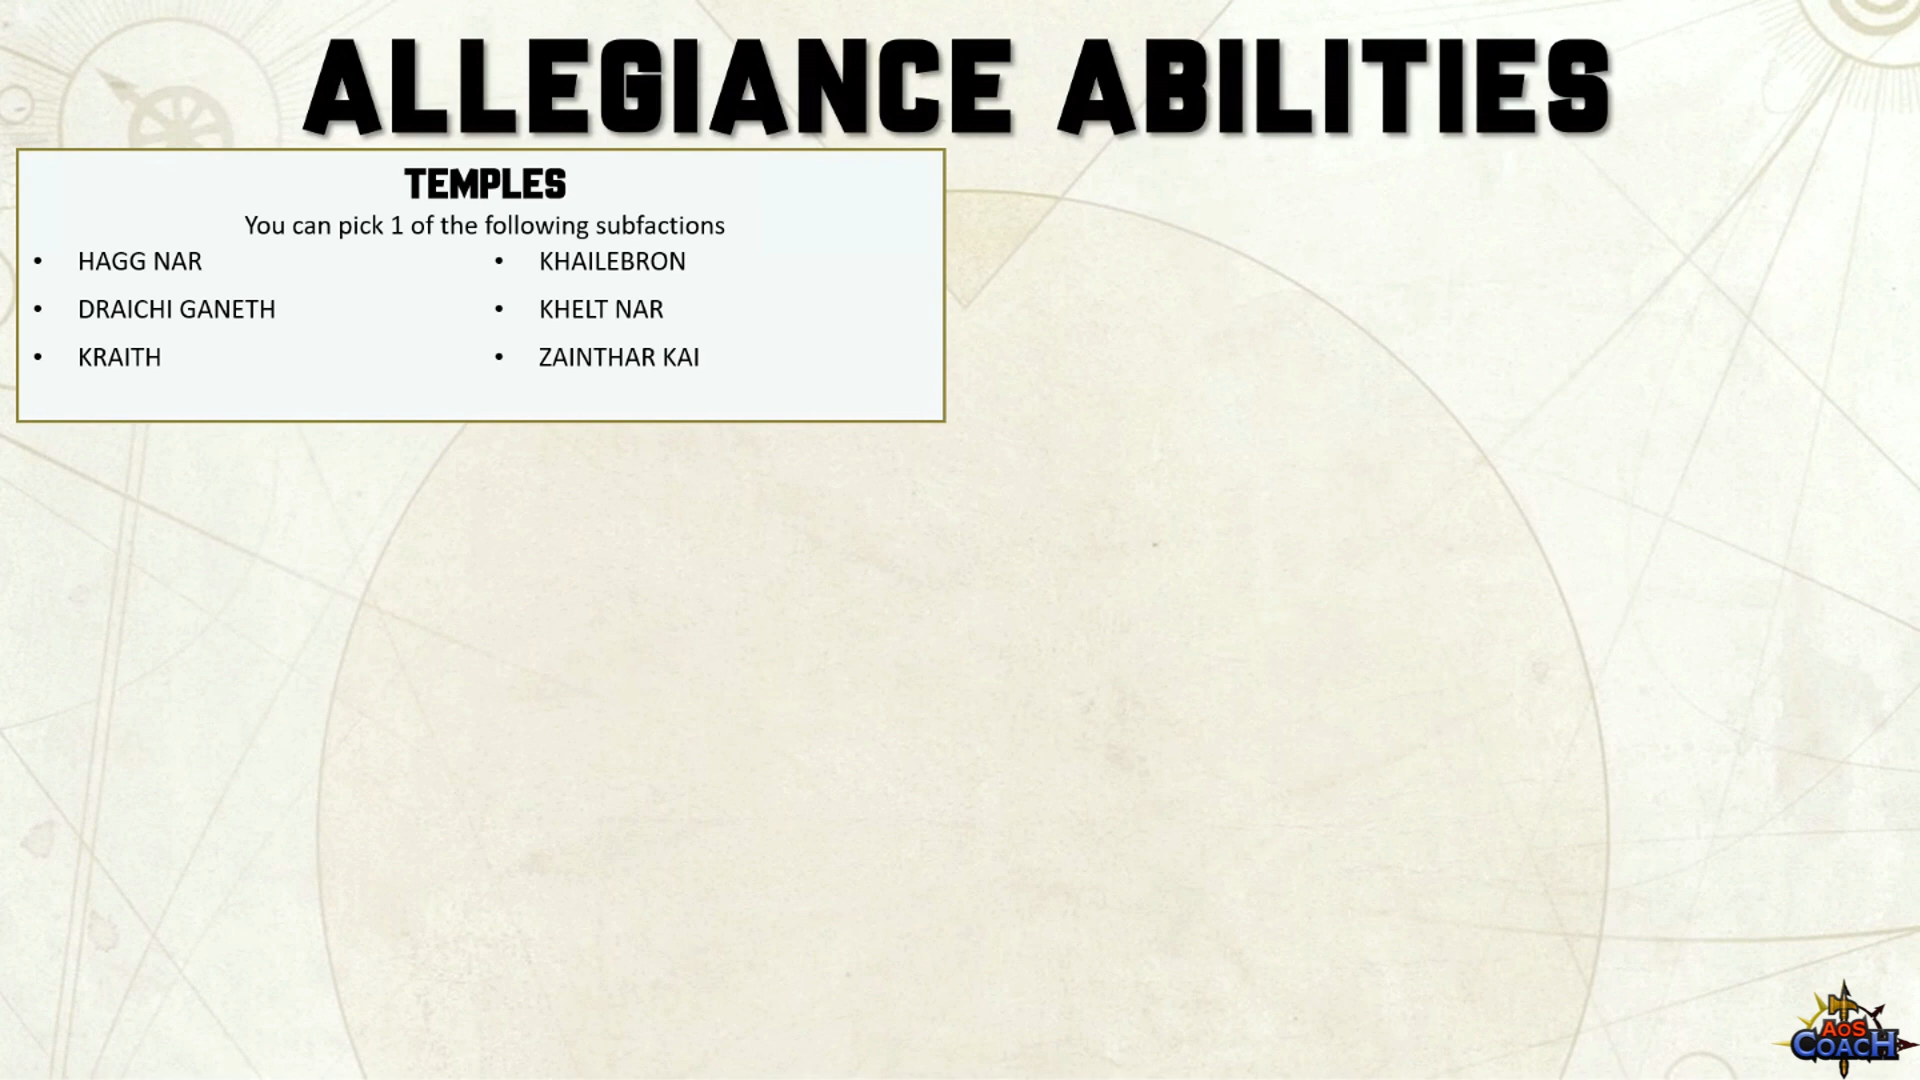 ALLEGIANCE ABILITIES
TEMPLES
You can pick 1 of the following subfactions
• HAGG NAR
• DRAICHI GANETH
• KRAITH
• KHAILEBRON
• KHELT NAR
• ZAINTHAR KAI
AoS
COACH